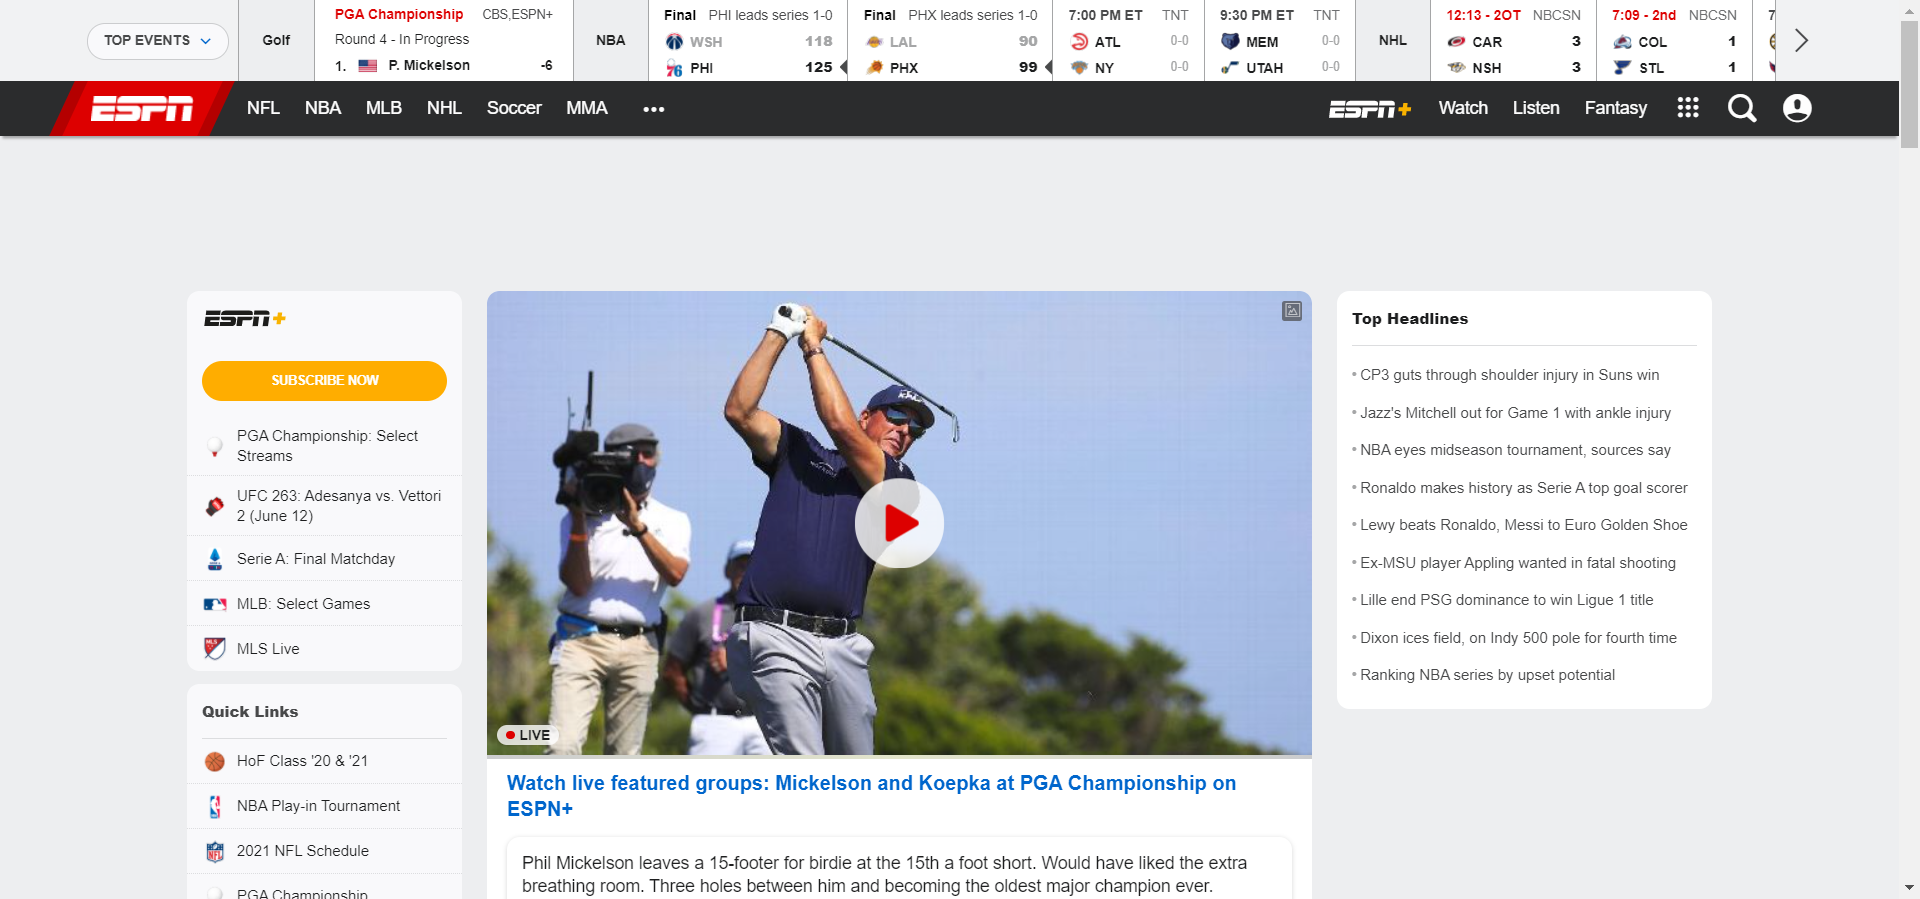 TOP EVENTS
Golf
PGA Championship CBS,ESPN+
Round 4 - In Progress
1. P. Mickelson -6
NBA
Final PHI leads series 1-0
WSH 118
PHI 125
Final PHX leads series 1-0
LAL 90
PHX 99
7:00 PM ET TNT
ATL 0-0
NY 0-0
9:30 PM ET TNT
MEM 0-0
UTAH 0-0
NHL
12:13 - 2OT NBCSN
CAR 3
NSH 3
7:09 - 2nd NBCSN
COL 1
STL 1
7
ESPN
NFL NBA MLB NHL Soccer MMA
ESPN+ Watch Listen Fantasy
ESPN+
SUBSCRIBE NOW
PGA Championship: Select
Streams
UFC 263: Adesanya vs. Vettori
2 (June 12)
Serie A: Final Matchday
MLB: Select Games
MLS Live
Quick Links
HoF Class '20 & '21
NBA Play-in Tournament
2021 NFL Schedule
PGA Championship
LIVE
Watch live featured groups: Mickelson and Koepka at PGA Championship on
ESPN+
Phil Mickelson leaves a 15-footer for birdie at the 15th a foot short. Would have liked the extra
breathing room. Three holes between him and becoming the oldest major champion ever.
Top Headlines
CP3 guts through shoulder injury in Suns win
Jazz's Mitchell out for Game 1 with ankle injury
NBA eyes midseason tournament, sources say
Ronaldo makes history as Serie A top goal scorer
Lewy beats Ronaldo, Messi to Euro Golden Shoe
Ex-MSU player Appling wanted in fatal shooting
Lille end PSG dominance to win Ligue 1 title
Dixon ices field, on Indy 500 pole for fourth time
Ranking NBA series by upset potential